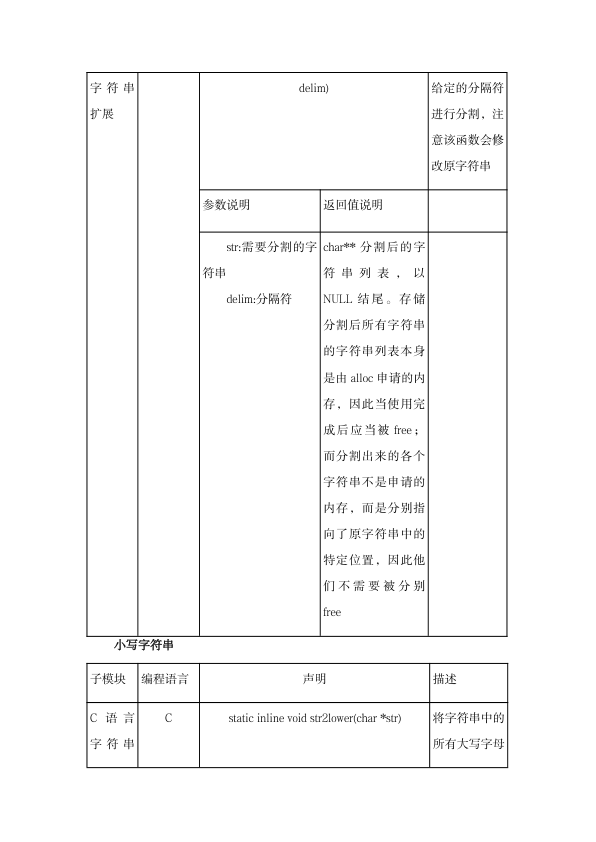 字符串
扩展
delim)
给定的分隔符
进行分割，注
意该函数会修
改原字符串
参数说明
返回值说明
str:需要分割的字
符串
delim:分隔符
char** 分割后的字
符串列表，以
NULL 结尾。存储
分割后所有字符串
的字符串列表本身
是由 alloc 申请的内
存，因此当使用完
成后应当被 free；
而分割出来的各个
字符串不是申请的
内存，而是分别指
向了原字符串中的
特定位置，因此他
们不需要被分别
free
小写字符串
子模块
编程语言
声明
描述
C 语言
字符串
C
static inline void str2lower(char *str)
将字符串中的
所有大写字母